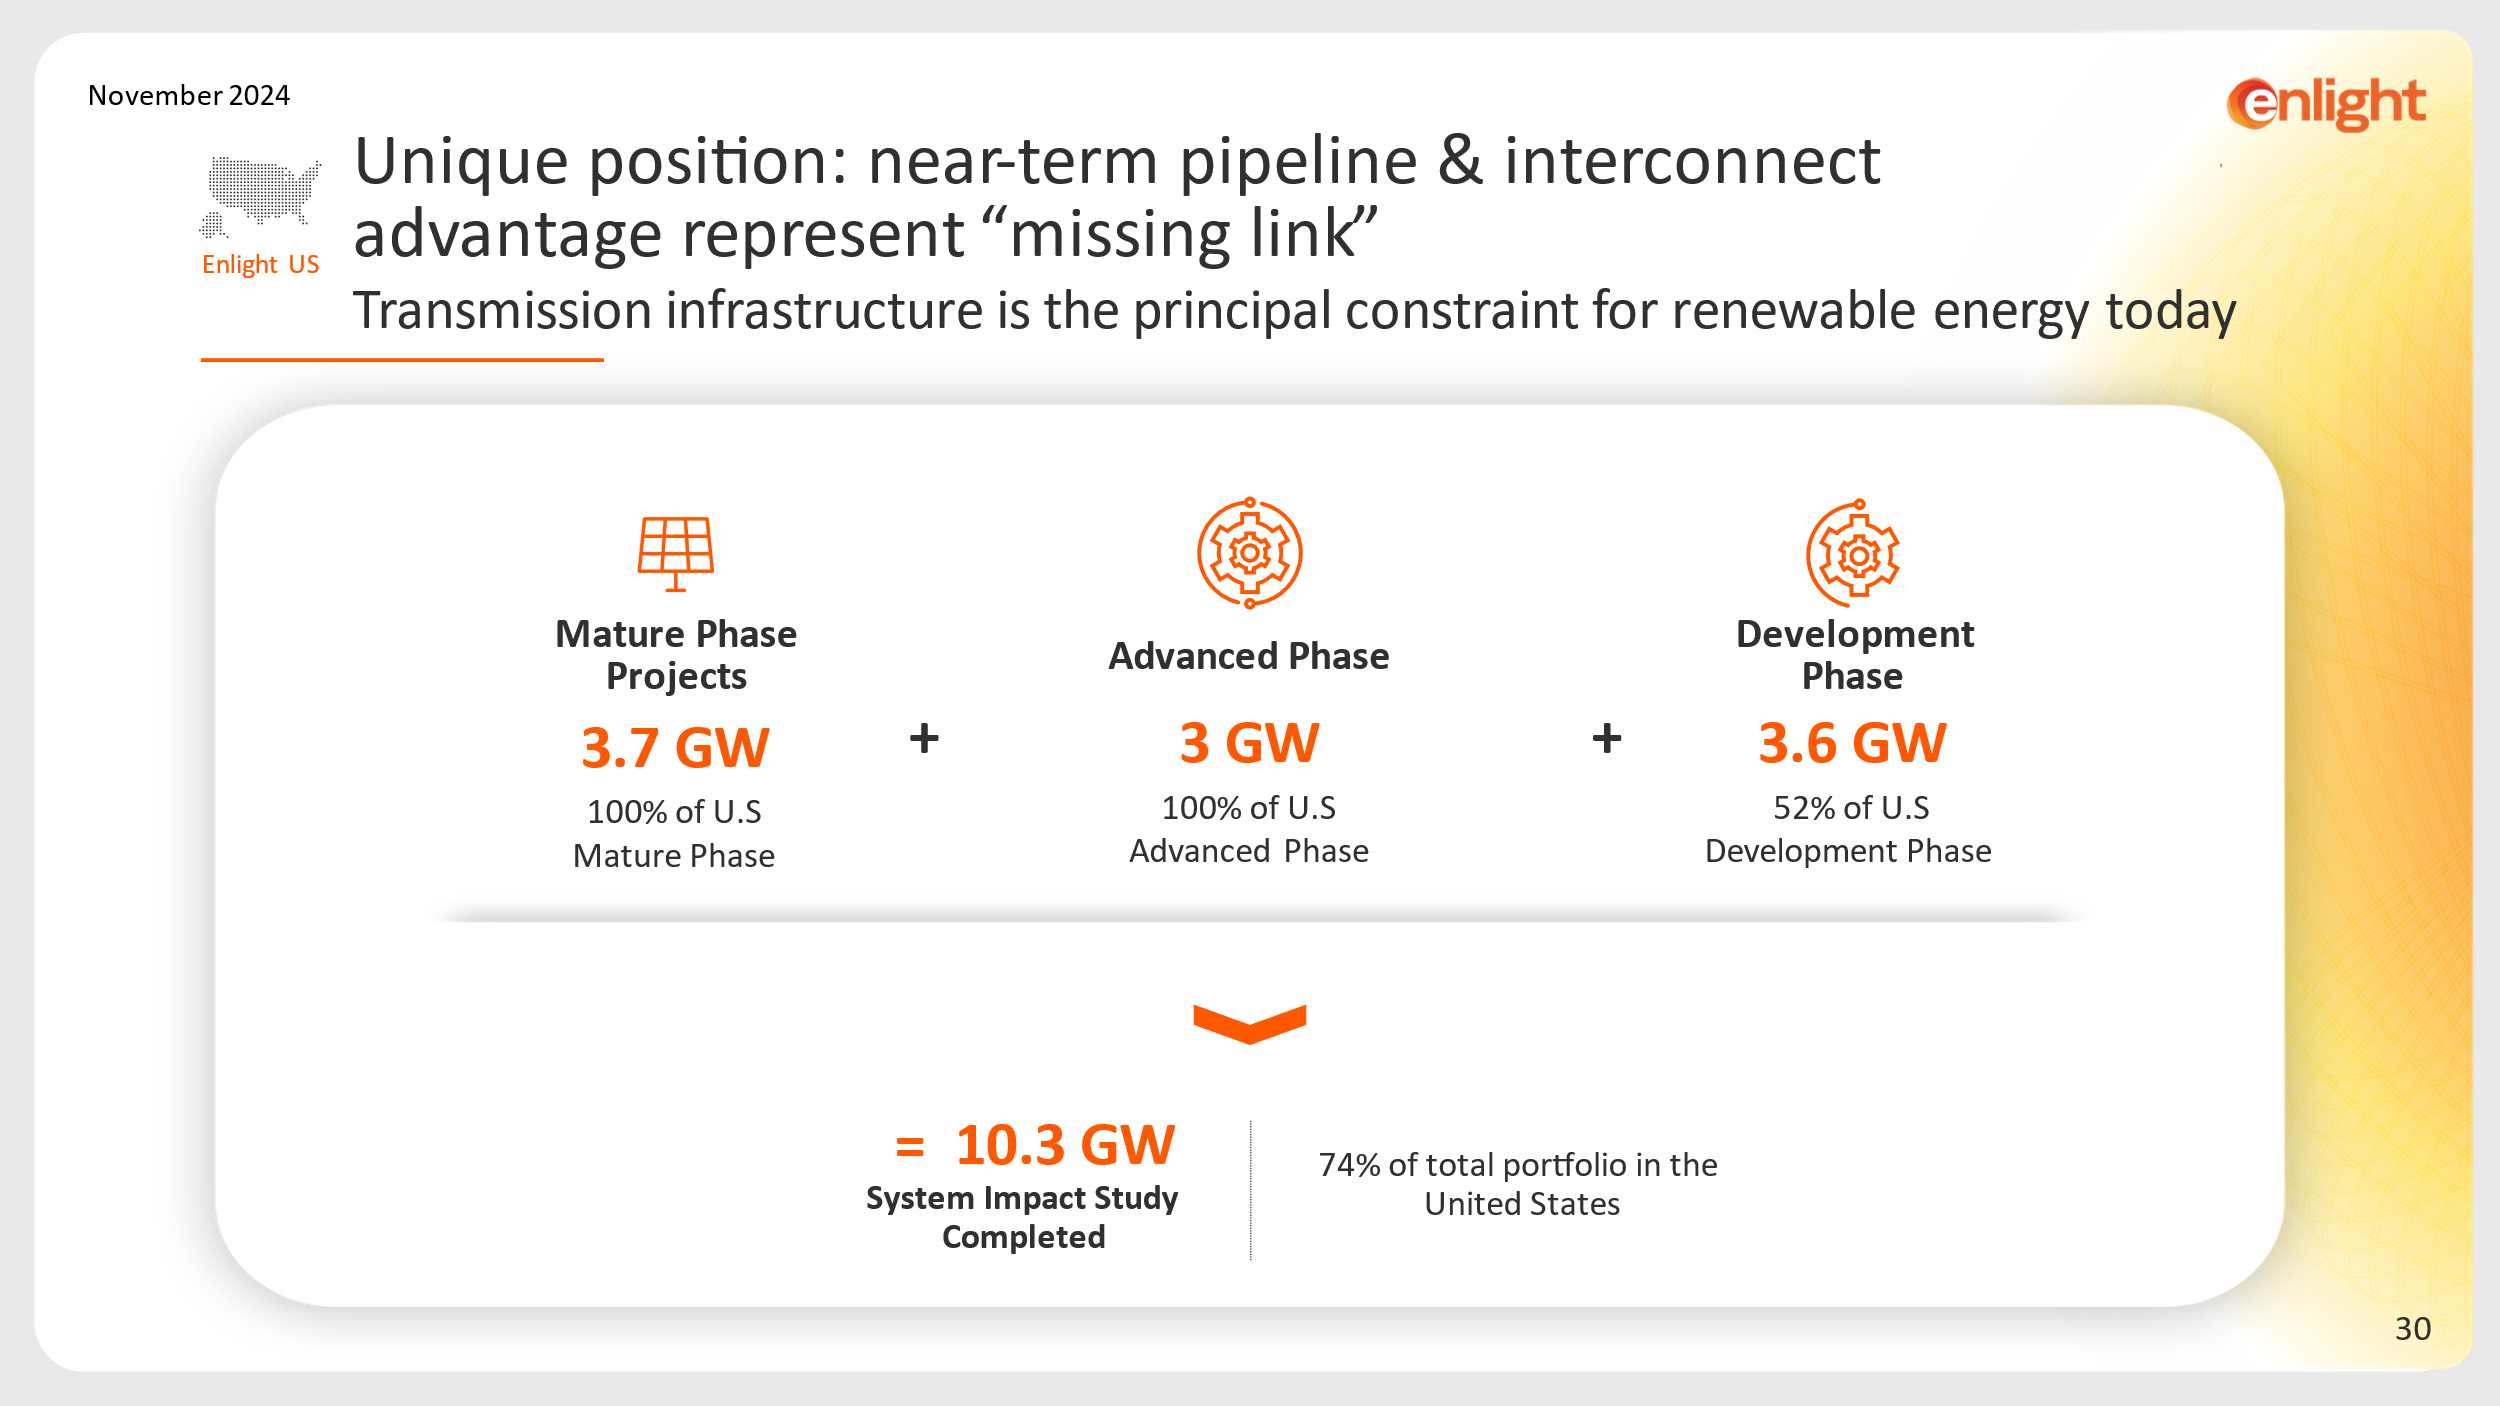 November 2024
enlight
Unique position: near-term pipeline & interconnect
advantage represent “missing link”
Enlight US
Transmission infrastructure is the principal constraint for renewable energy today
Mature Phase
Projects
3.7 GW
100% of U.S
Mature Phase
+
Advanced Phase
3 GW
100% of U.S
Advanced Phase
+
Development
Phase
3.6 GW
52% of U.S
Development Phase
= 10.3 GW
System Impact Study
Completed
74% of total portfolio in the
United States
30